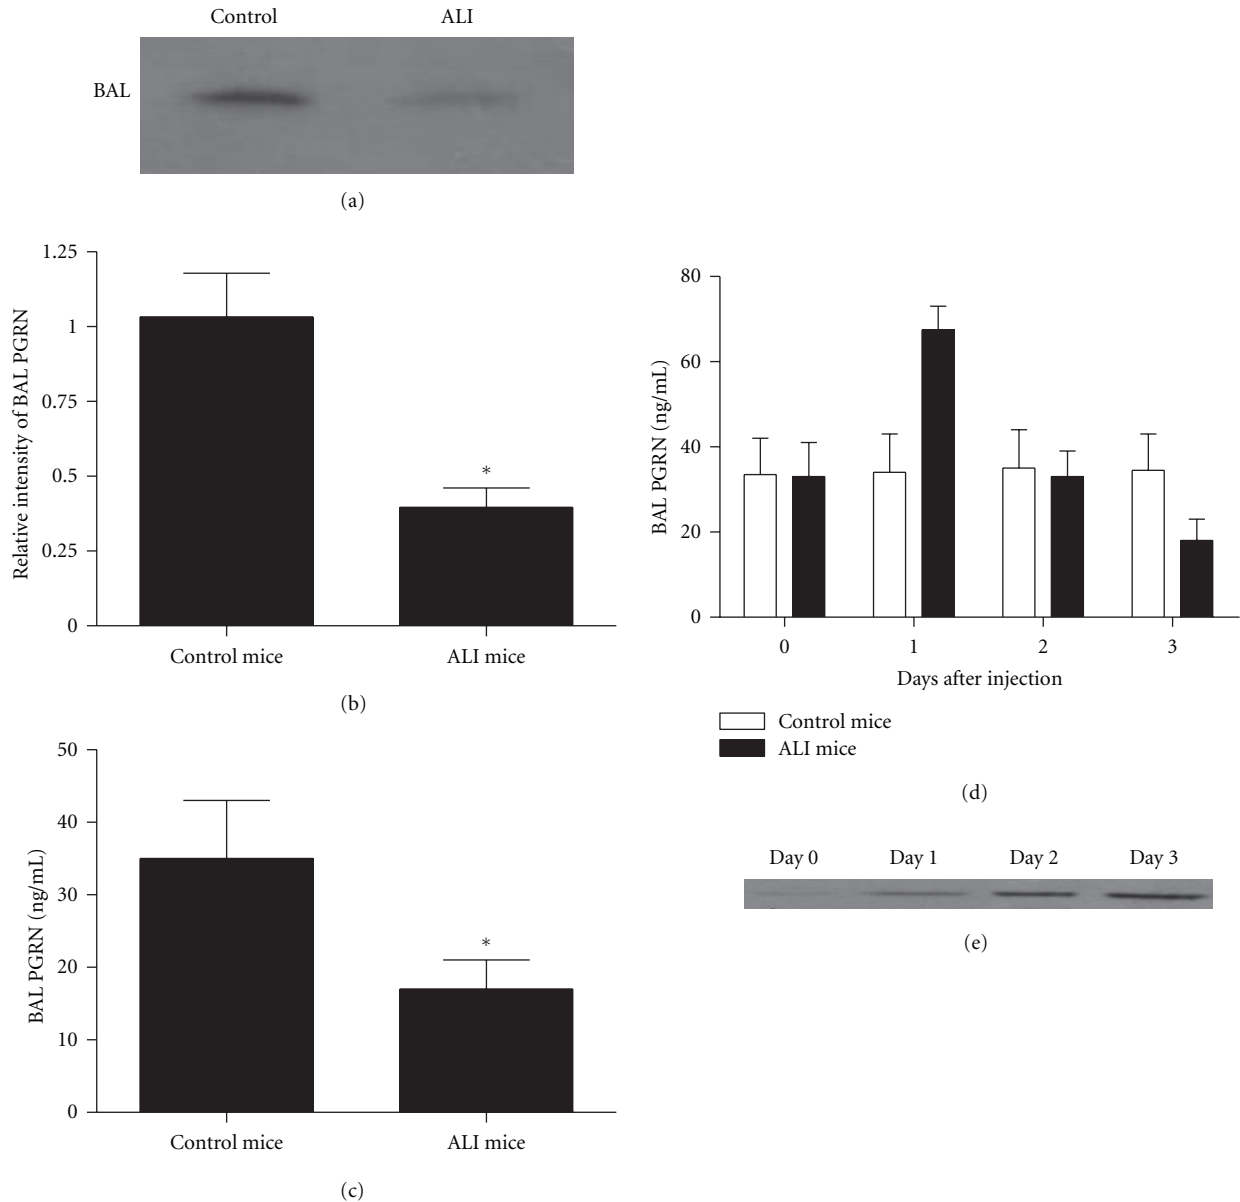 Control ALI
BAL
(a)
1.25
1
0.75
0.5
0.25
0
Relative intensity of BAL PGRN
*
Control mice ALI mice
(b)
50
40
30
20
10
0
BAL PGRN (ng/mL)
*
Control mice ALI mice
(c)
80
60
40
20
0
BAL PGRN (ng/mL)
0 1 2 3
Days after injection
Control mice
ALI mice
(d)
Day 0 Day 1 Day 2 Day 3
(e)